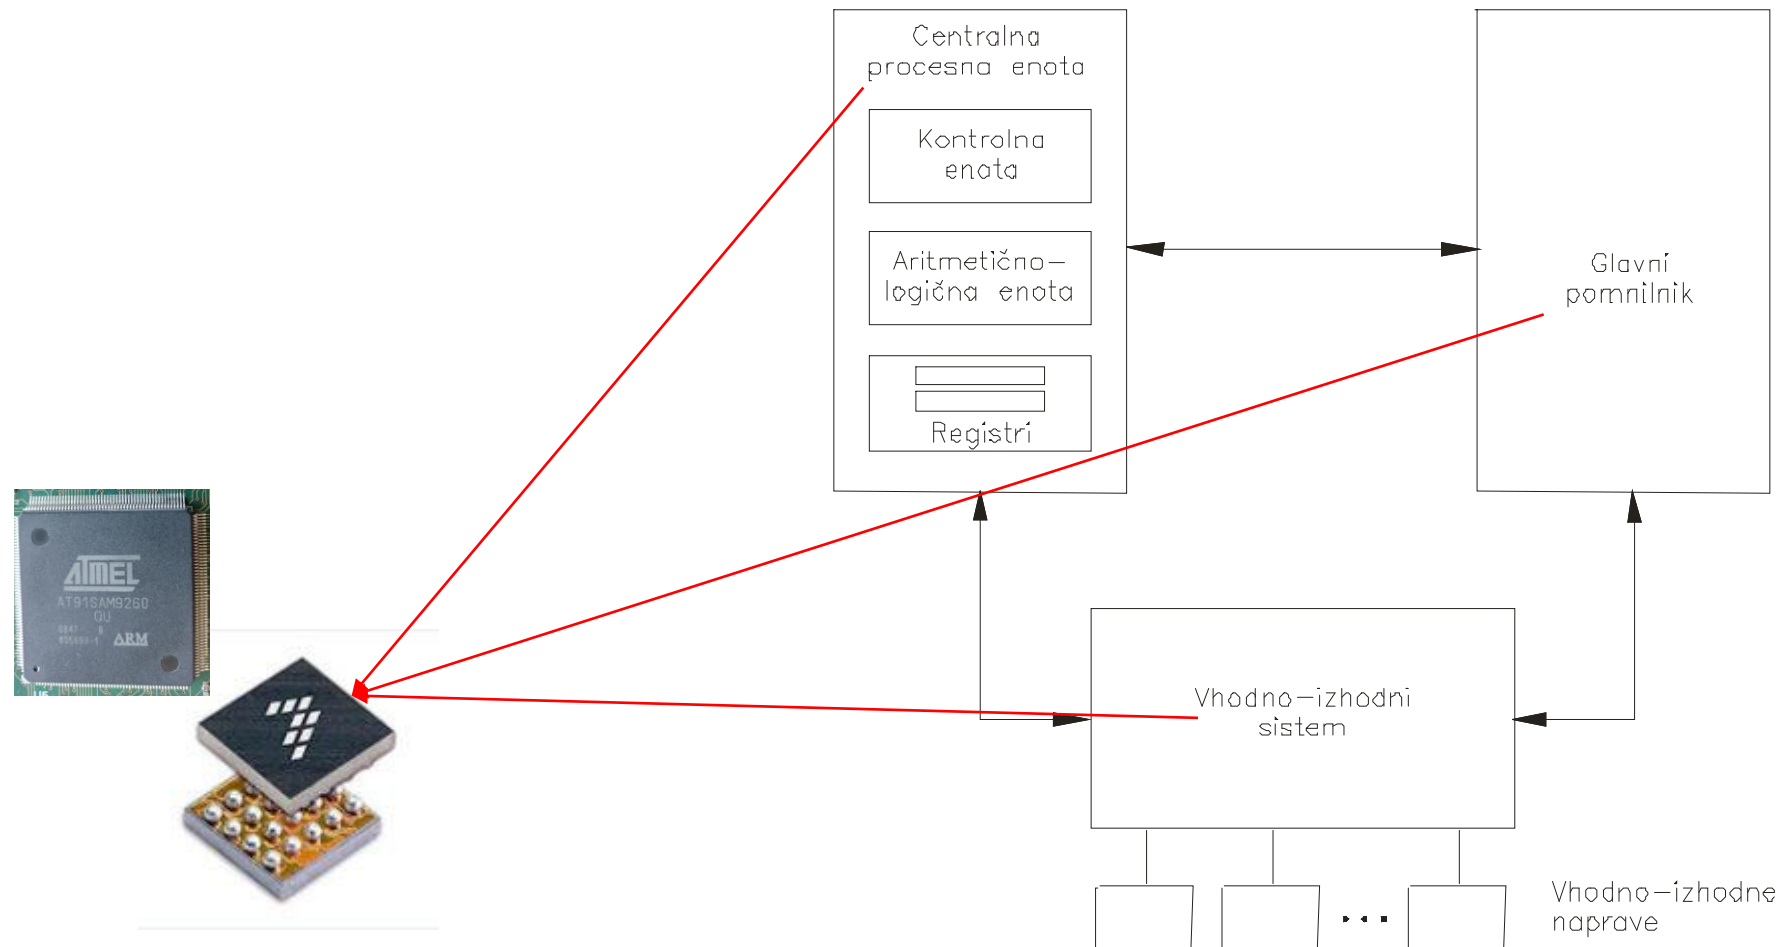 Centralna
procesna enota
Kontrolna
enota
Aritmetično-
logična enota
Registri
Glavni
pomnilnik
Vhodno-izhodni
sistem
Vhodno-izhodne
naprave
ATMEL
AT91SAM9260
QU
ARM